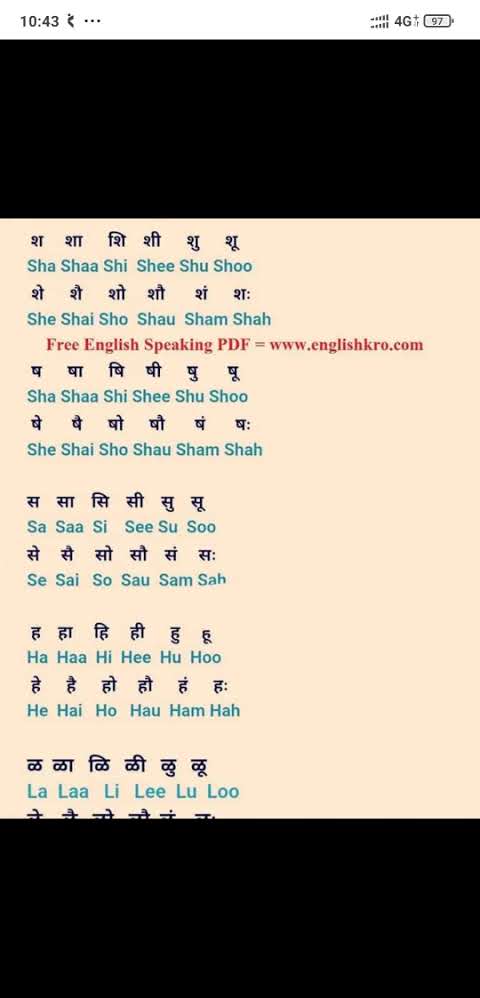 10:43 ...
4G 97
श शा शि शी शु शू
Sha Shaa Shi Shee Shu Shoo
शे शै शो शौ शं शः
She Shai Sho Shau Sham Shah
Free English Speaking PDF = www.englishkro.com
ष षा षि षी षु षू
Sha Shaa Shi Shee Shu Shoo
षे षै षो षौ षं षः
She Shai Sho Shau Sham Shah
स सा सि सी सु सू
Sa Saa Si See Su Soo
से सै सो सौ सं सः
Se Sai So Sau Sam Sah
ह हा हि ही हु हू
Ha Haa Hi Hee Hu Hoo
हे है हो हौ हं हः
He Hai Ho Hau Ham Hah
ळ ळा ळि ळी ळु ळू
La Laa Li Lee Lu Loo